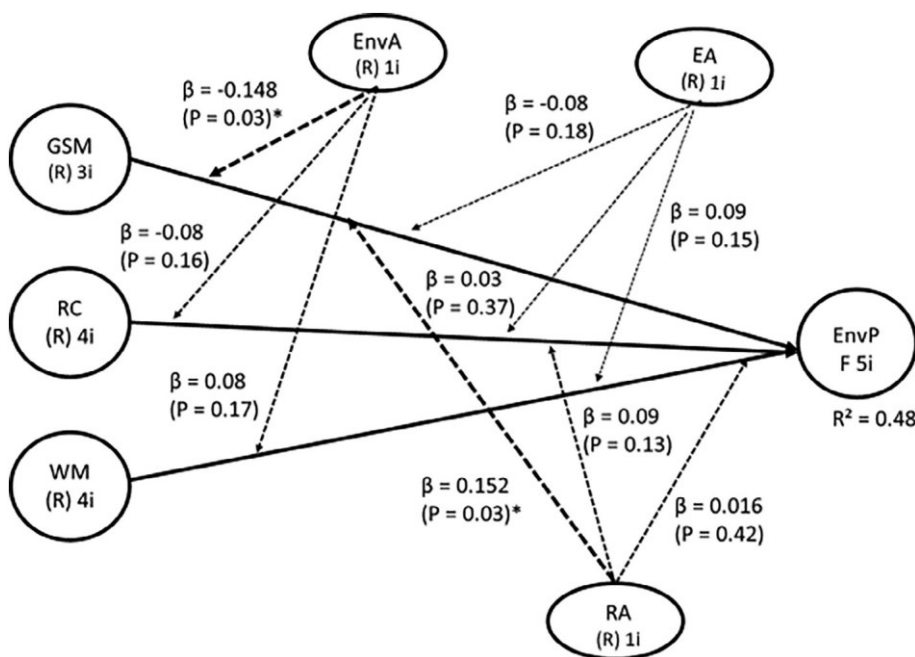 EnvA
(R) 1i
EA
(R) 1i
β = -0.148
(P = 0.03)*
β = -0.08
(P = 0.18)
GSM
(R) 3i
β = 0.09
(P = 0.15)
β = -0.08
(P = 0.16)
β = 0.03
(P = 0.37)
RC
(R) 4i
EnvP
F 5i
R² = 0.48
β = 0.08
(P = 0.17)
β = 0.09
(P = 0.13)
WM
(R) 4i
β = 0.152
(P = 0.03)*
β = 0.016
(P = 0.42)
RA
(R) 1i